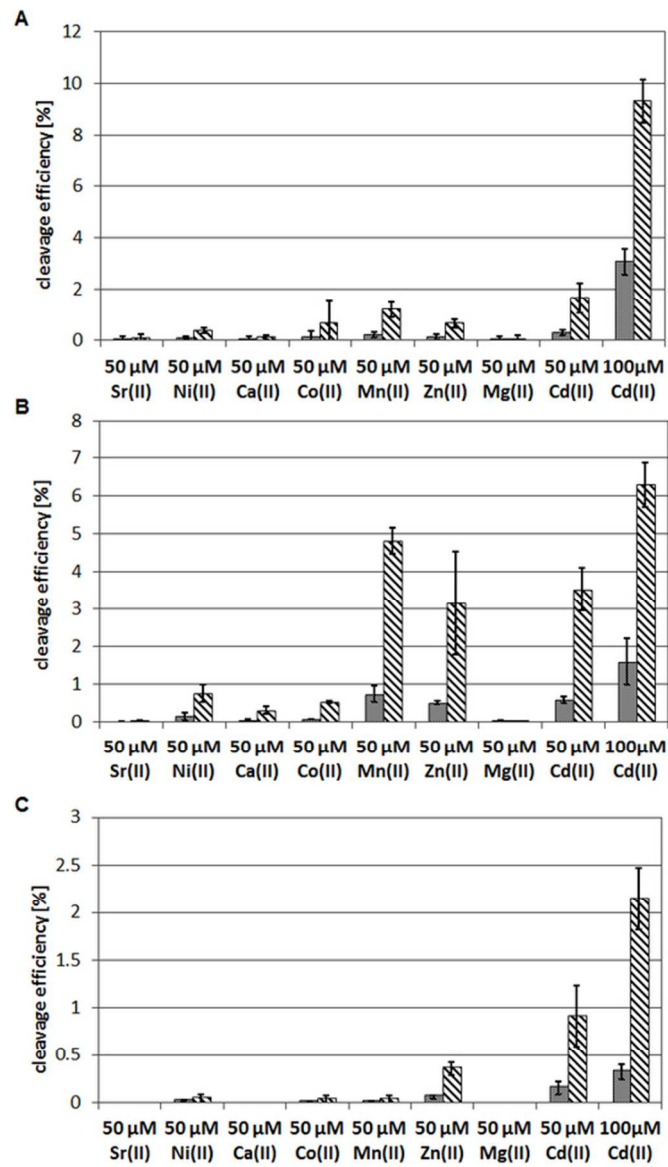 A
cleavage efficiency [%]
12
10
8
6
4
2
0
50 µM 50 µM 50 µM 50 µM 50 µM 50 µM 50 µM 50 µM 100µM
Sr(II) Ni(II) Ca(II) Co(II) Mn(II) Zn(II) Mg(II) Cd(II) Cd(II)
B
cleavage efficiency [%]
8
7
6
5
4
3
2
1
0
50 µM 50 µM 50 µM 50 µM 50 µM 50 µM 50 µM 50 µM 100µM
Sr(II) Ni(II) Ca(II) Co(II) Mn(II) Zn(II) Mg(II) Cd(II) Cd(II)
C
cleavage efficiency [%]
3
2.5
2
1.5
1
0.5
0
50 µM 50 µM 50 µM 50 µM 50 µM 50 µM 50 µM 50 µM 100µM
Sr(II) Ni(II) Ca(II) Co(II) Mn(II) Zn(II) Mg(II) Cd(II) Cd(II)